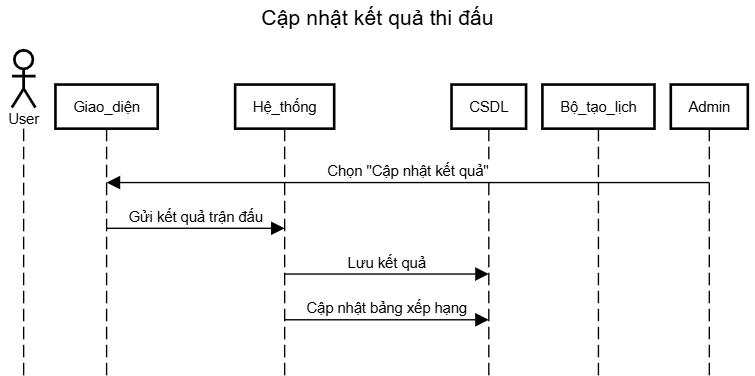 Cập nhật kết quả thi đấu
User
Giao_diện
Hệ_thống
CSDL
Bộ_tạo_lịch
Admin
Chọn "Cập nhật kết quả"
Gửi kết quả trận đấu
Lưu kết quả
Cập nhật bảng xếp hạng